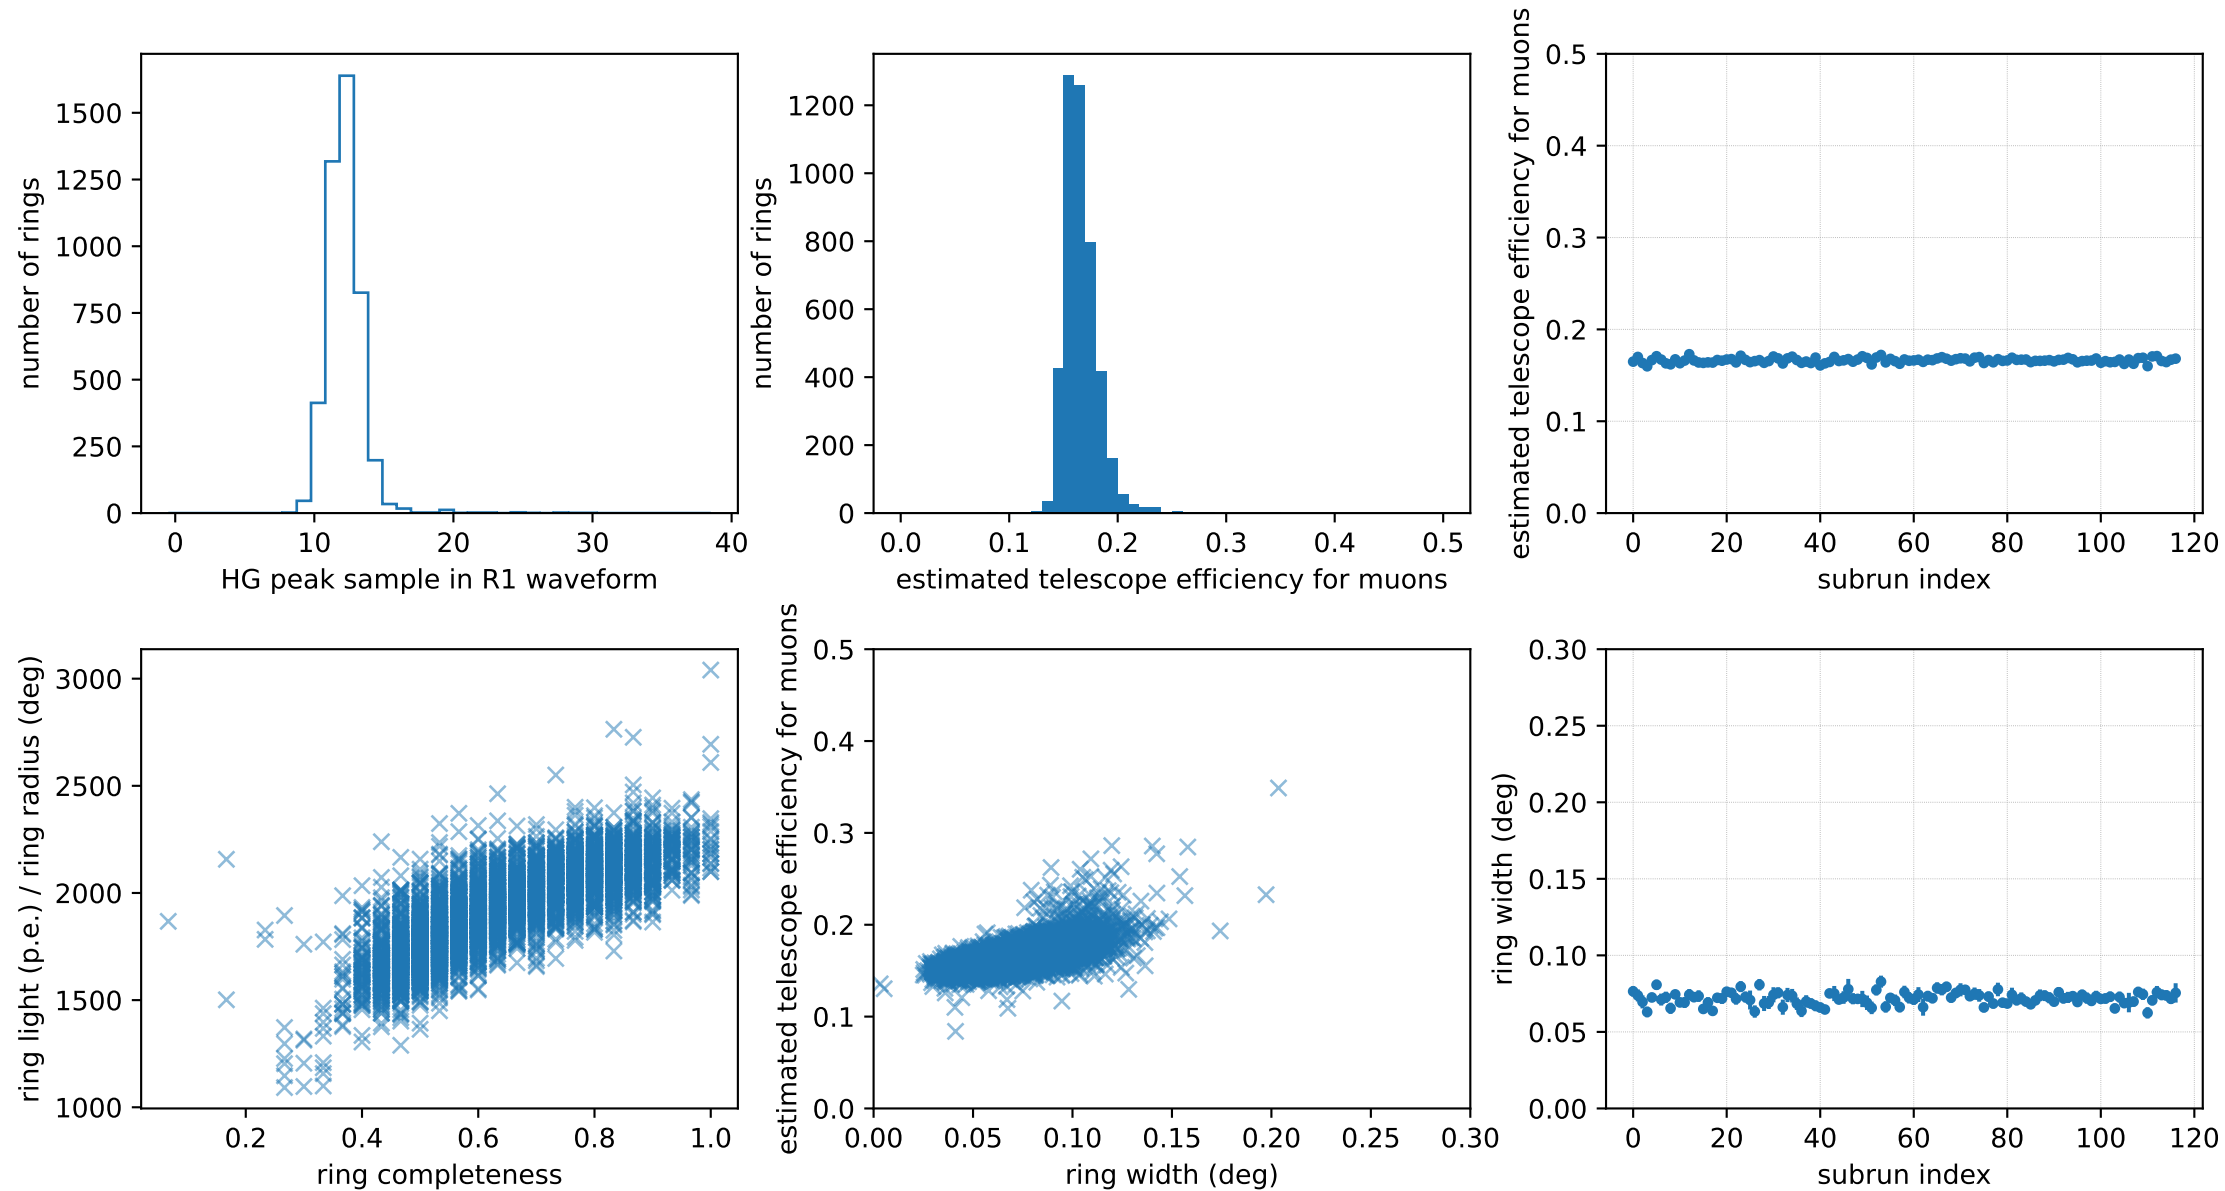 1500
1250
1000
750
500
250
0
number of rings
0 10 20 30 40
HG peak sample in R1 waveform
1200
1000
800
600
400
200
0
number of rings
0.0 0.1 0.2 0.3 0.4 0.5
estimated telescope efficiency for muons
0.5
0.4
0.3
0.2
0.1
0.0
estimated telescope efficiency for muons
0 20 40 60 80 100 120
subrun index
3000
2500
2000
1500
1000
ring light (p.e.) / ring radius (deg)
0.2 0.4 0.6 0.8 1.0
ring completeness
0.5
0.4
0.3
0.2
0.1
0.0
estimated telescope efficiency for muons
0.00 0.05 0.10 0.15 0.20 0.25 0.30
ring width (deg)
0.30
0.25
0.20
0.15
0.10
0.05
0.00
ring width (deg)
0 20 40 60 80 100 120
subrun index